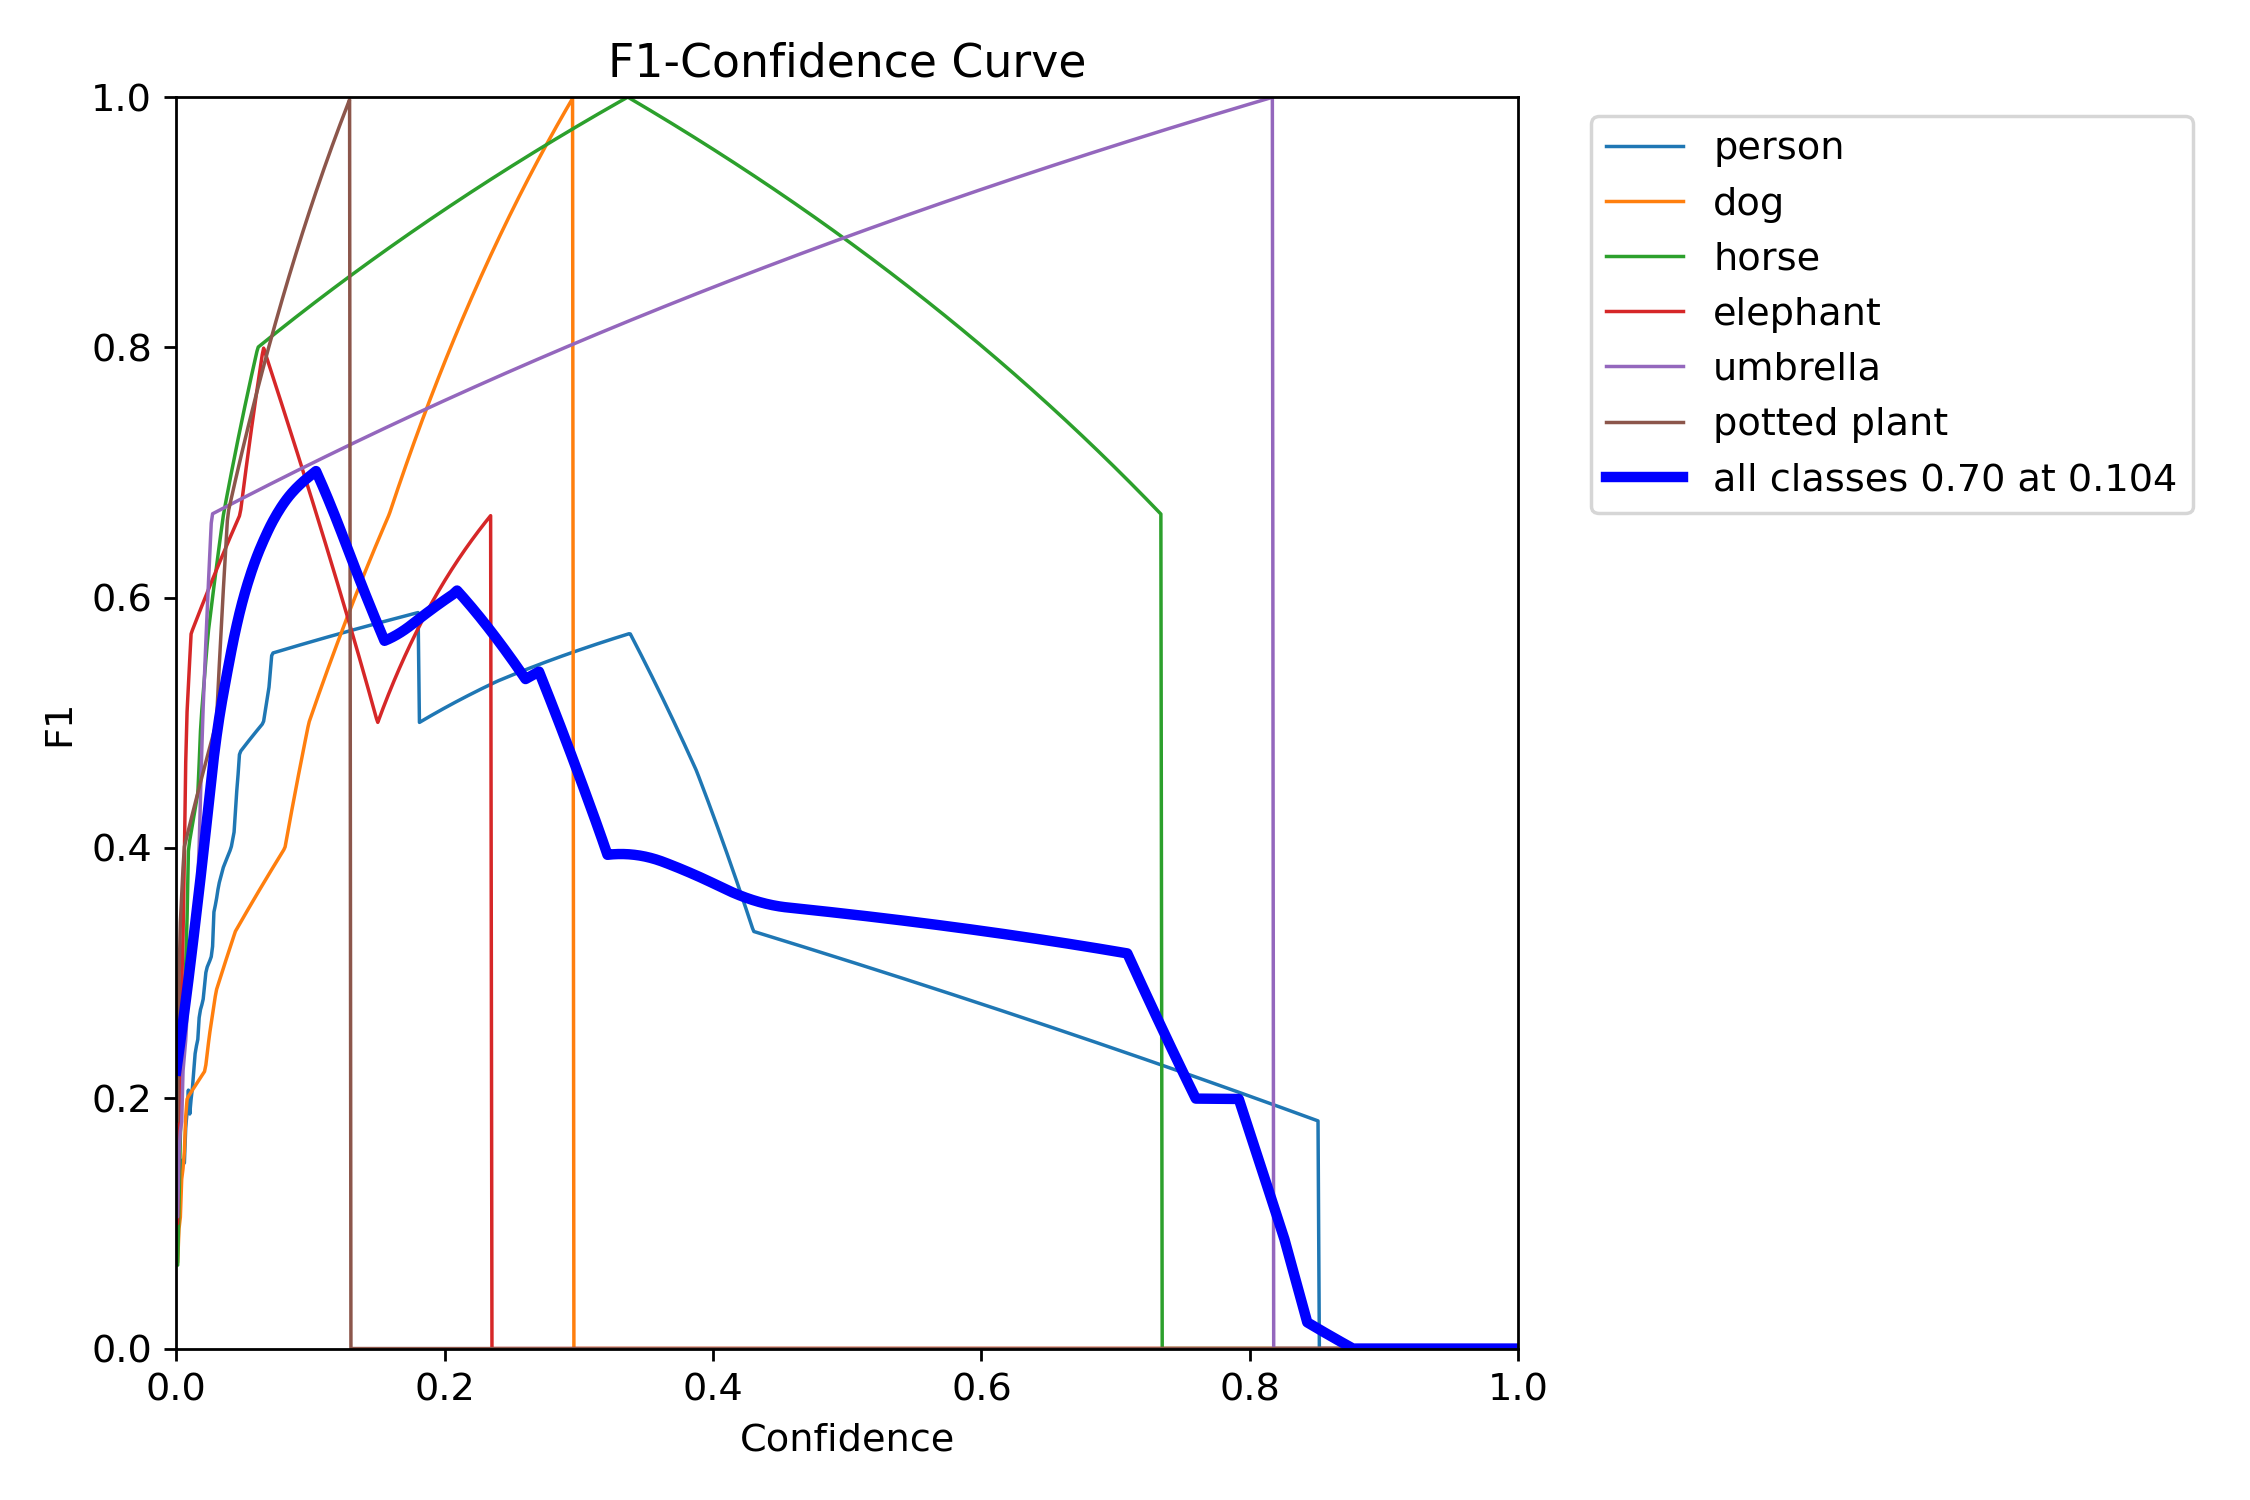 F1-Confidence Curve
1.0
0.8
0.6
0.4
0.2
0.0
F1
0.0 0.2 0.4 0.6 0.8 1.0
Confidence
person
dog
horse
elephant
umbrella
potted plant
all classes 0.70 at 0.104